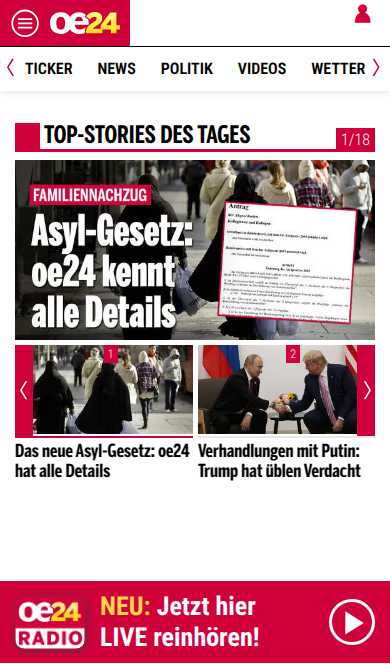 oe24
TICKER NEWS POLITIK VIDEOS WETTER
TOP-STORIES DES TAGES
1/18
FAMILIENNACHZUG
Asyl-Gesetz:
oe24 kennt
alle Details
Antrag
1
2
Das neue Asyl-Gesetz: oe24
hat alle Details
Verhandlungen mit Putin:
Trump hat üblen Verdacht
oe24
RADIO
NEU: Jetzt hier
LIVE reinhören!